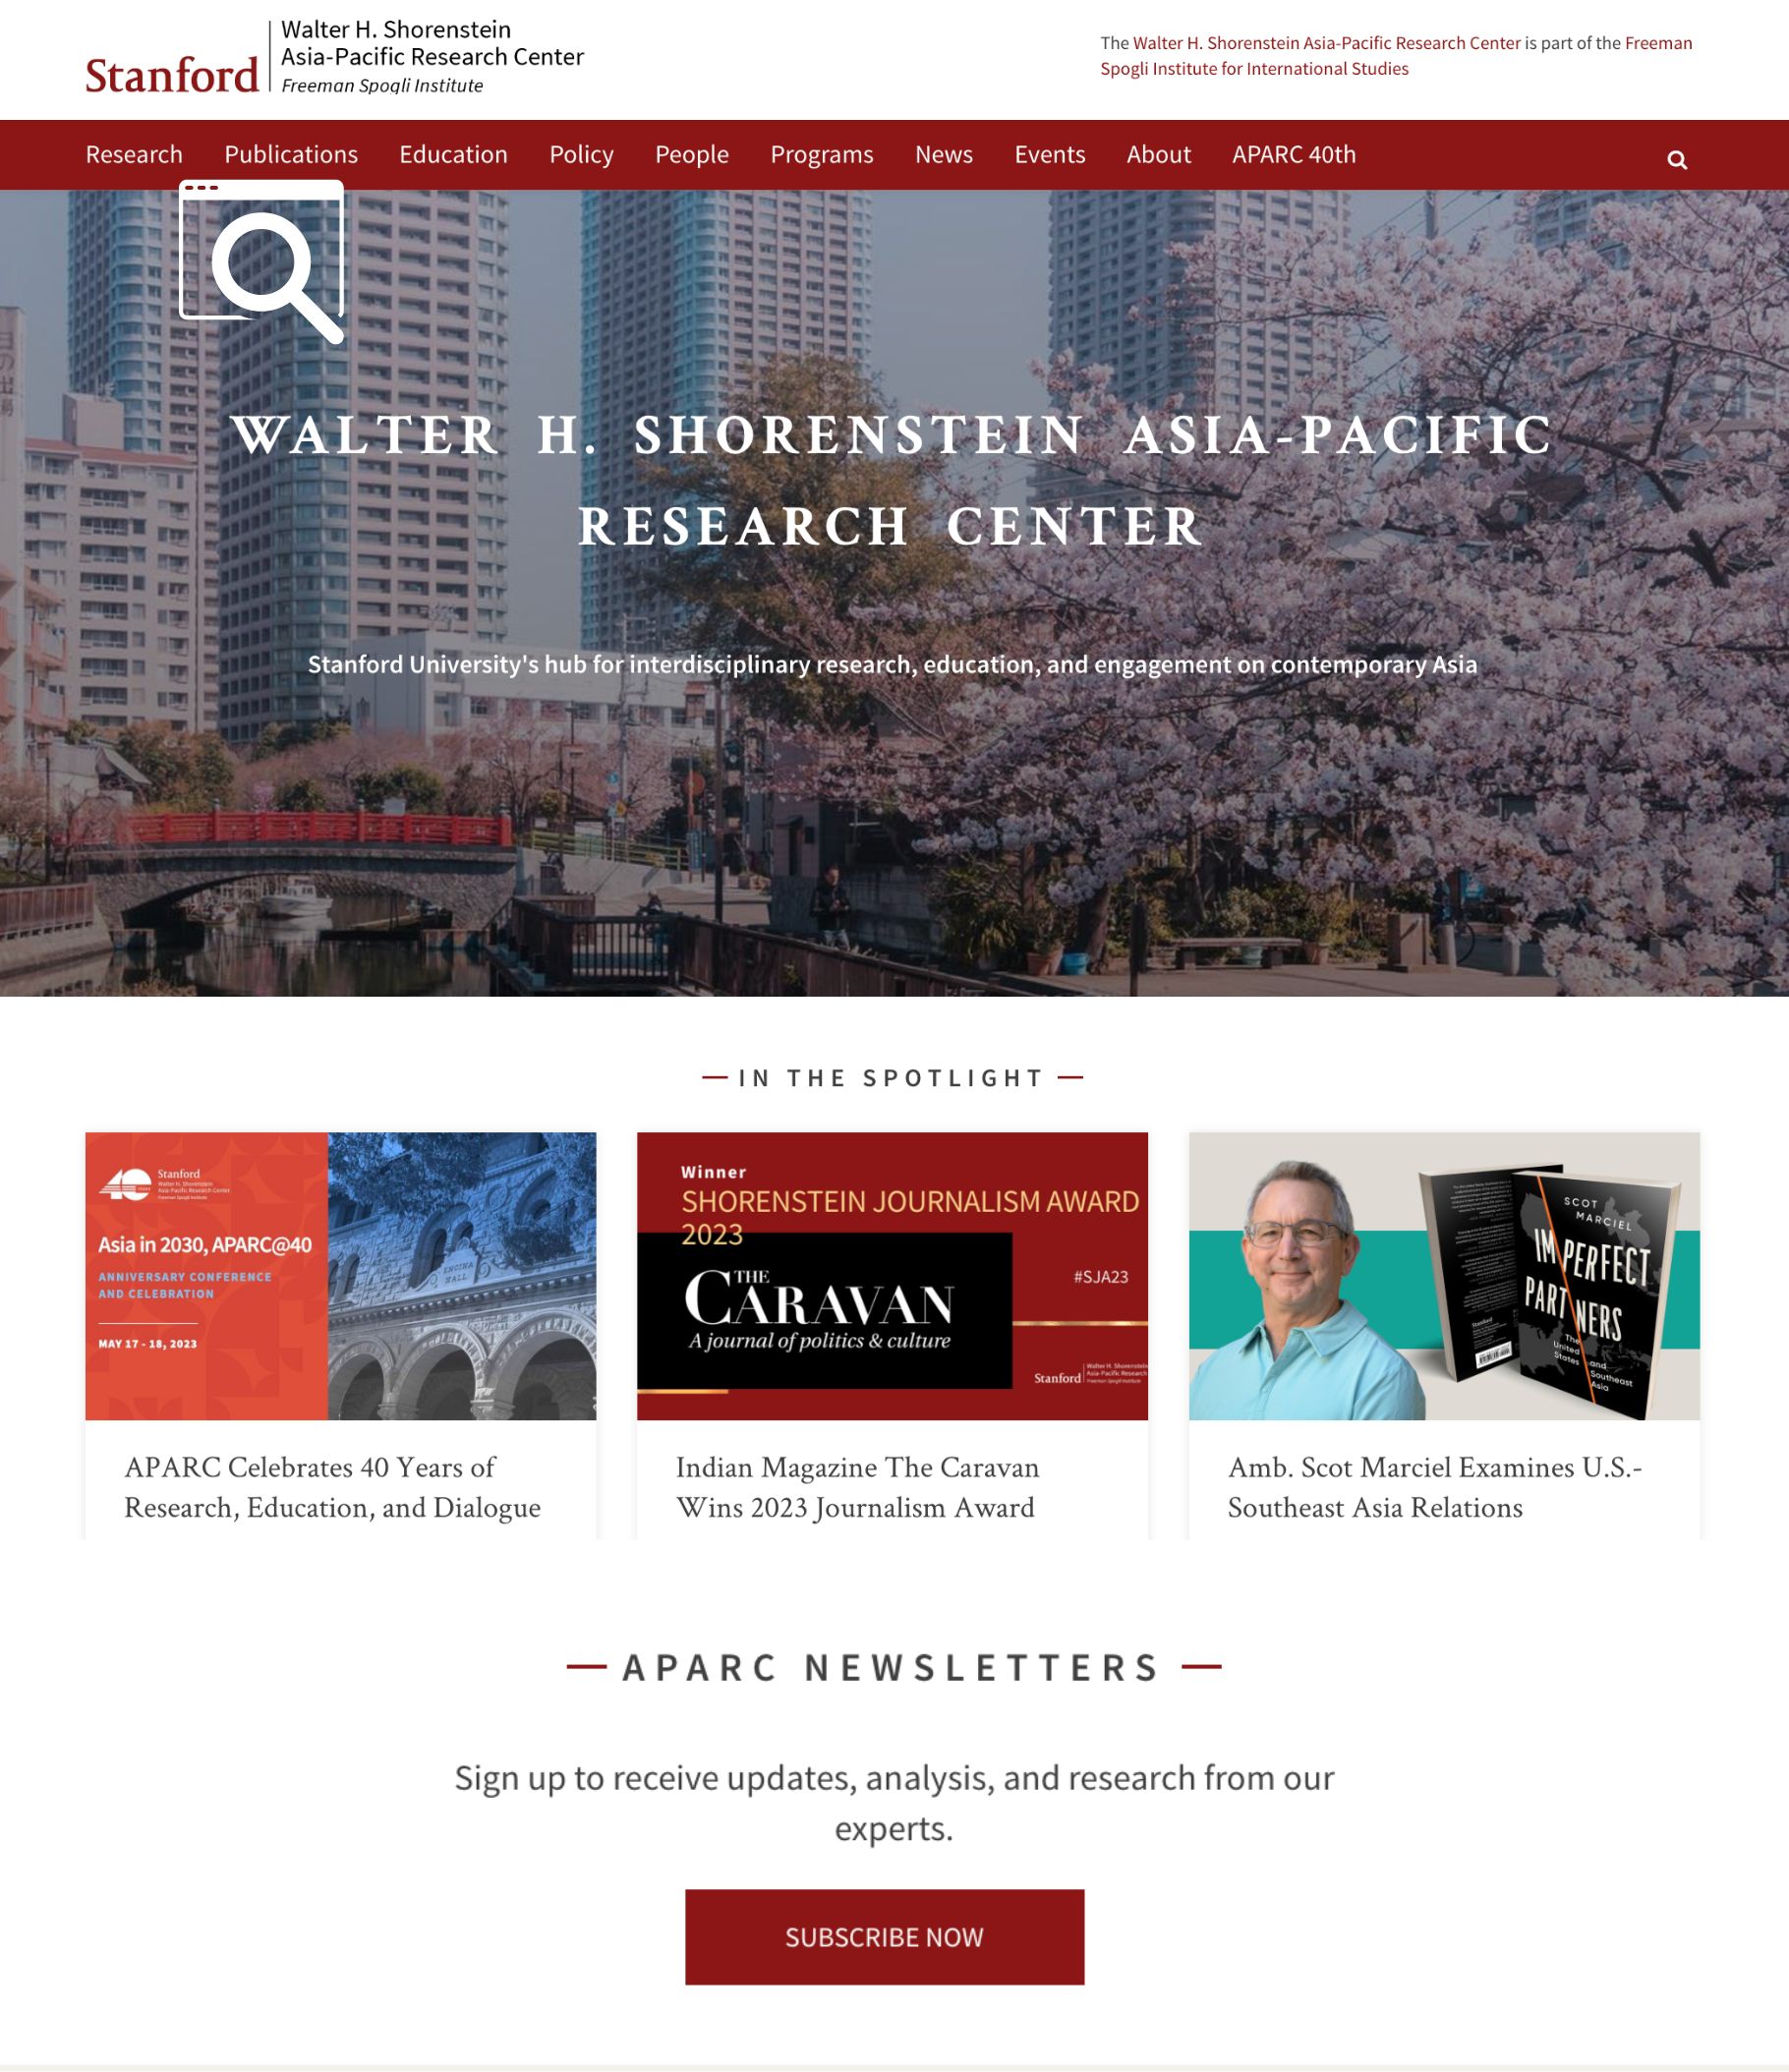 Stanford
Walter H. Shorenstein
Asia-Pacific Research Center
Freeman Spogli Institute
The Walter H. Shorenstein Asia-Pacific Research Center is part of the Freeman
Spogli Institute for International Studies
Research Publications Education Policy People Programs News Events About APARC 40th
WALTER H. SHORENSTEIN ASIA-PACIFIC
RESEARCH CENTER
Stanford University's hub for interdisciplinary research, education, and engagement on contemporary Asia
IN THE SPOTLIGHT
40
Stanford
Walter H. Shorenstein
Asia-Pacific Research Center
Freeman Spogli Institute
Asia in 2030, APARC@40
ANNIVERSARY CONFERENCE
AND CELEBRATION
MAY 17 - 18, 2023
ENCINA
HALL
APARC Celebrates 40 Years of
Research, Education, and Dialogue
Winner
SHORENSTEIN JOURNALISM AWARD
2023
THE
CARAVAN
A journal of politics & culture
#SJA23
Stanford
Walter H. Shorenstein
Asia-Pacific Research
Freeman Spogli Institute
Indian Magazine The Caravan
Wins 2023 Journalism Award
SCOT
MARCIEL
IMPERFECT
PARTNERS
The
United
States
and
Southeast
Asia
Stanford
Amb. Scot Marciel Examines U.S.-
Southeast Asia Relations
APARC NEWSLETTERS
Sign up to receive updates, analysis, and research from our
experts.
SUBSCRIBE NOW